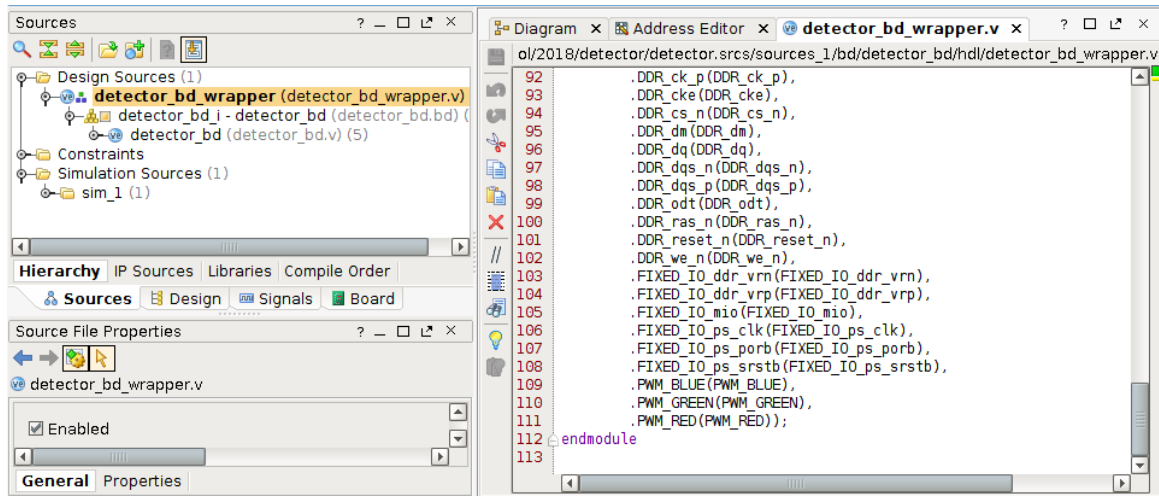 Sources
Design Sources (1)
detector_bd_wrapper (detector_bd_wrapper.v)
detector_bd_i - detector_bd (detector_bd.bd) (
detector_bd (detector_bd.v) (5)
Constraints
Simulation Sources (1)
sim_1 (1)
Hierarchy IP Sources Libraries Compile Order
Sources Design Signals Board
Source File Properties
detector_bd_wrapper.v
Enabled
General Properties
Diagram Address Editor detector_bd_wrapper.v
ol/2018/detector/detector.srcs/sources_1/bd/detector_bd/hdl/detector_bd_wrapper.v
92 .DDR_ck_p(DDR_ck_p),
93 .DDR_cke(DDR_cke),
94 .DDR_cs_n(DDR_cs_n),
95 .DDR_dm(DDR_dm),
96 .DDR_dq(DDR_dq),
97 .DDR_dqs_n(DDR_dqs_n),
98 .DDR_dqs_p(DDR_dqs_p),
99 .DDR_odt(DDR_odt),
100 .DDR_ras_n(DDR_ras_n),
101 .DDR_reset_n(DDR_reset_n),
102 .DDR_we_n(DDR_we_n),
103 .FIXED_IO_ddr_vrn(FIXED_IO_ddr_vrn),
104 .FIXED_IO_ddr_vrp(FIXED_IO_ddr_vrp),
105 .FIXED_IO_mio(FIXED_IO_mio),
106 .FIXED_IO_ps_clk(FIXED_IO_ps_clk),
107 .FIXED_IO_ps_porb(FIXED_IO_ps_porb),
108 .FIXED_IO_ps_srstb(FIXED_IO_ps_srstb),
109 .PWM_BLUE(PWM_BLUE),
110 .PWM_GREEN(PWM_GREEN),
111 .PWM_RED(PWM_RED));
112 endmodule
113